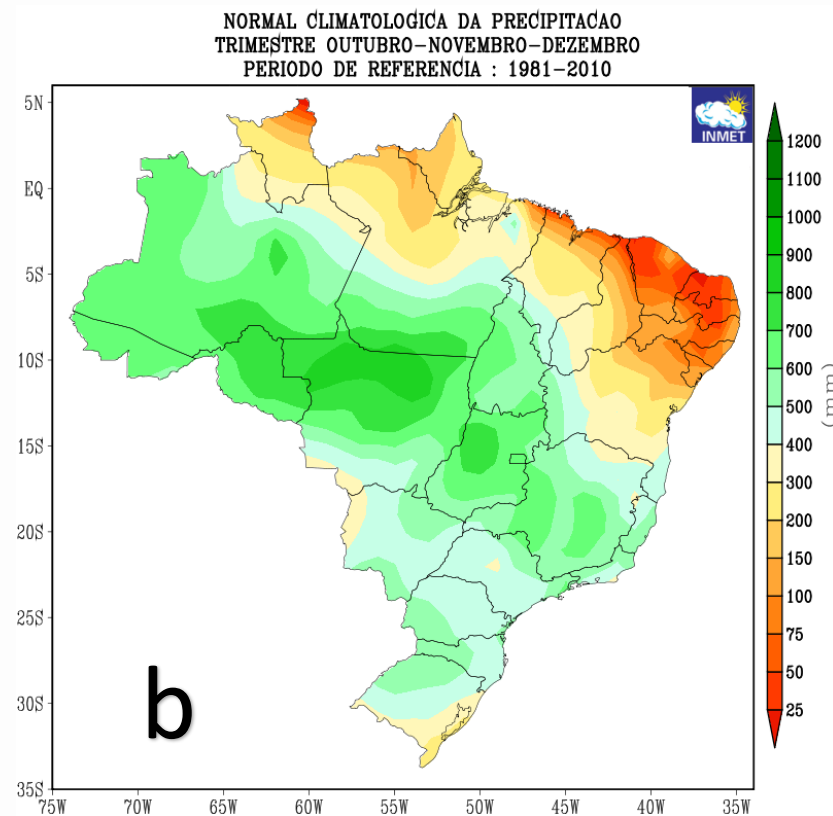 NORMAL CLIMATOLOGICA DA PRECIPITACAO
TRIMESTRE OUTUBRO-NOVEMBRO-DEZEMBRO
PERIODO DE REFERENCIA : 1981-2010
INMET
5N
EQ
5S
10S
15S
20S
25S
30S
35S
75W
70W
65W
60W
55W
50W
45W
40W
35W
1200
1100
1000
900
800
700
600
500
400
300
200
150
100
75
50
25
(mm)
b